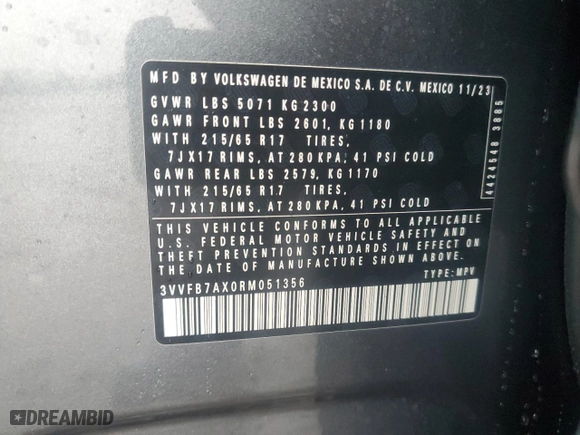 MFD BY VOLKSWAGEN DE MEXICO S.A. DE C.V. MEXICO 11/23
GVWR LBS 5071 KG 2300
GAWR FRONT LBS 2601, KG 1180
WITH 215/65 R17 TIRES,
7JX17 RIMS, AT 280 KPA, 41 PSI COLD
GAWR REAR LBS 2579, KG 1170
WITH 215/65 R17 TIRES,
7JX17 RIMS, AT 280 KPA, 41 PSI COLD
THIS VEHICLE CONFORMS TO ALL APPLICABLE
U.S. FEDERAL MOTOR VEHICLE SAFETY AND
THEFT PREVENTION STANDARDS IN EFFECT ON
THE DATE OF MANUFACTURE SHOWN ABOVE.
3VVFB7AX0RM051356 TYPE: MPV
4424548 3885
DREAMBID